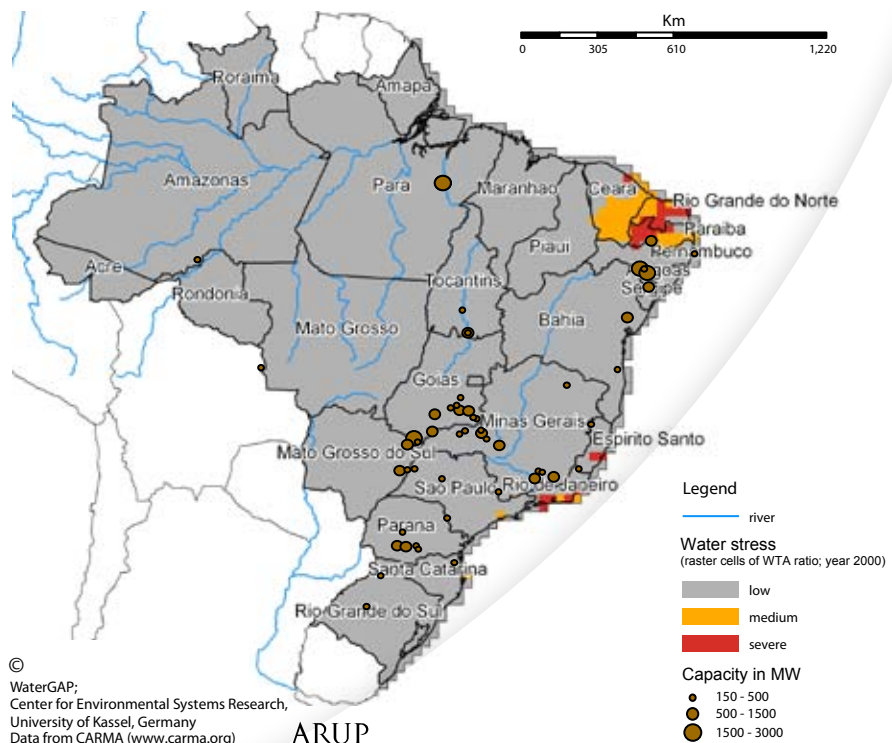 Km
0 305 610 1,220
Roraima
Amapa
Amazonas
Para
Maranhao
Ceara
Rio Grande do Norte
Paraiba
Pernambuco
Piaui
Acre
Tocantins
Rondonia
Bahia
Mato Grosso
Goias
Minas Gerais
Espirito Santo
Mato Grosso do Sul
Sao Paulo
Rio de Janeiro
Parana
Santa Catarina
Rio Grande do Sul
Legend
river
Water stress
(raster cells of WTA ratio; year 2000)
low
medium
severe
Capacity in MW
150 - 500
500 - 1500
1500 - 3000
©
WaterGAP;
Center for Environmental Systems Research,
University of Kassel, Germany
Data from CARMA (www.carma.org)
ARUP